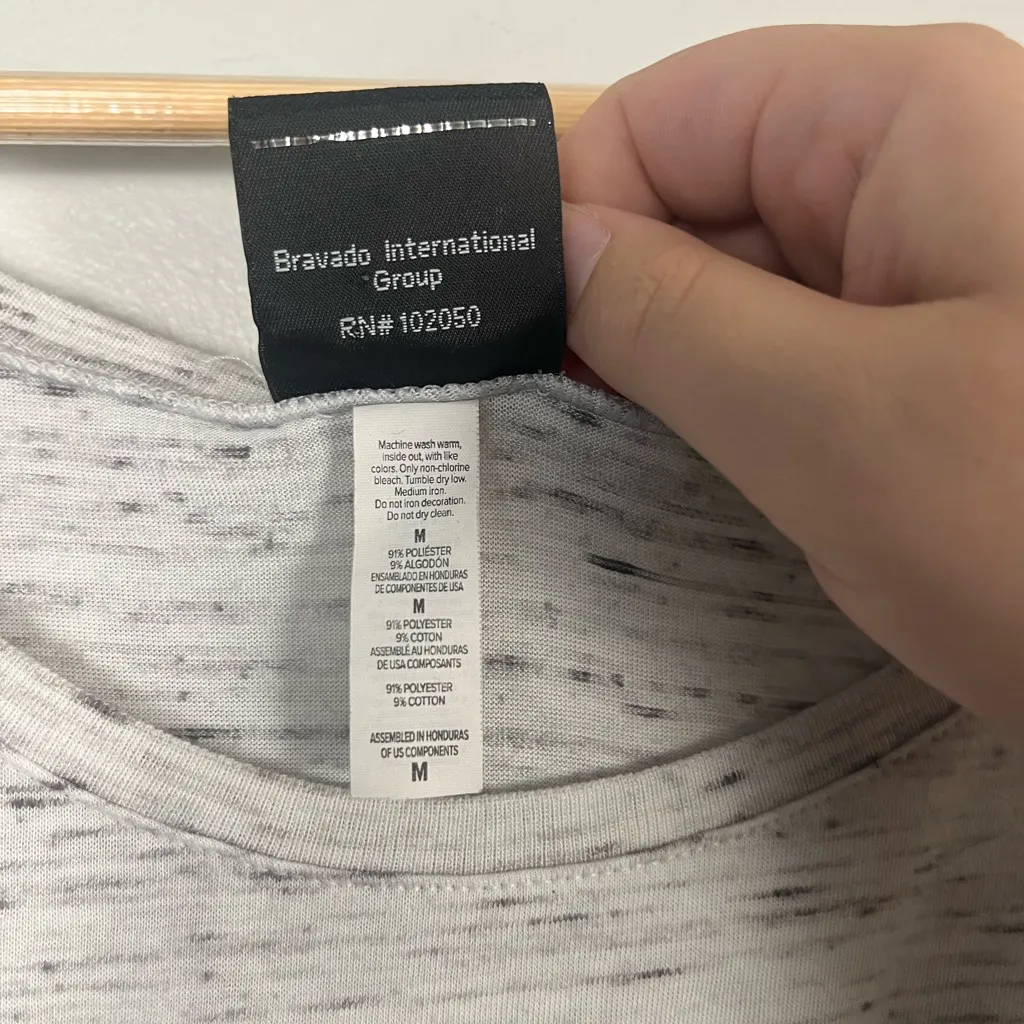 Bravado International
Group
RN# 102050
Machine wash warm,
inside out, with like
colors. Only non-chlorine
bleach. Tumble dry low.
Medium iron.
Do not iron decoration.
Do not dry clean.
M
91% POLIÉSTER
9% ALGODÓN
ENSAMBLADO EN HONDURAS
DE COMPONENTES DE USA
M
91% POLYESTER
9% COTON
ASSEMBLÉ AU HONDURAS
DE USA COMPOSANTS
91% POLYESTER
9% COTTON
ASSEMBLED IN HONDURAS
OF US COMPONENTS
M